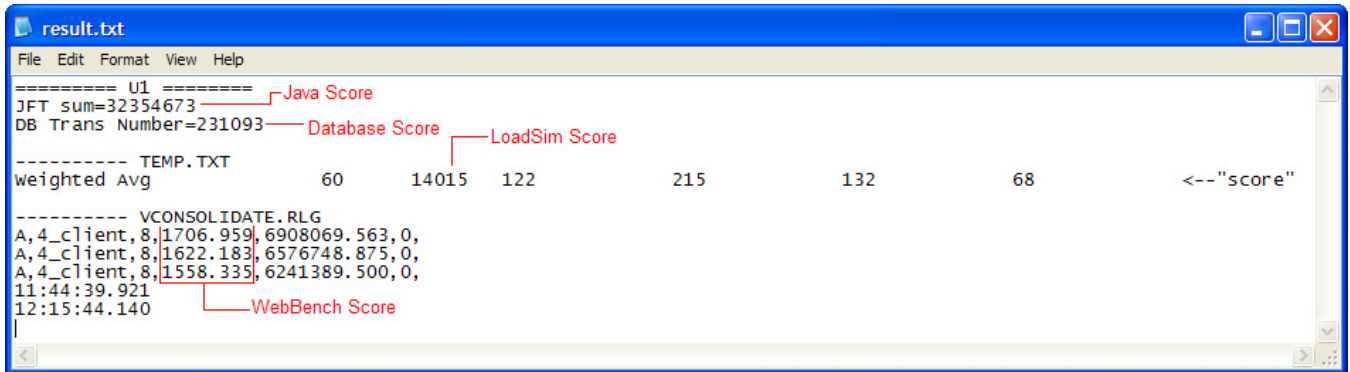 result.txt
File Edit Format View Help
========= U1 ========
JFT sum=32354673
Java Score
DB Trans Number=231093
Database Score
LoadSim Score
---------- TEMP.TXT
Weighted Avg 60 14015 122 215 132 68 <--"score"
---------- VCONSOLIDATE.RLG
A,4_client,8,1706.959,6908069.563,0,
A,4_client,8,1622.183,6576748.875,0,
A,4_client,8,1558.335,6241389.500,0,
11:44:39.921
12:15:44.140
WebBench Score